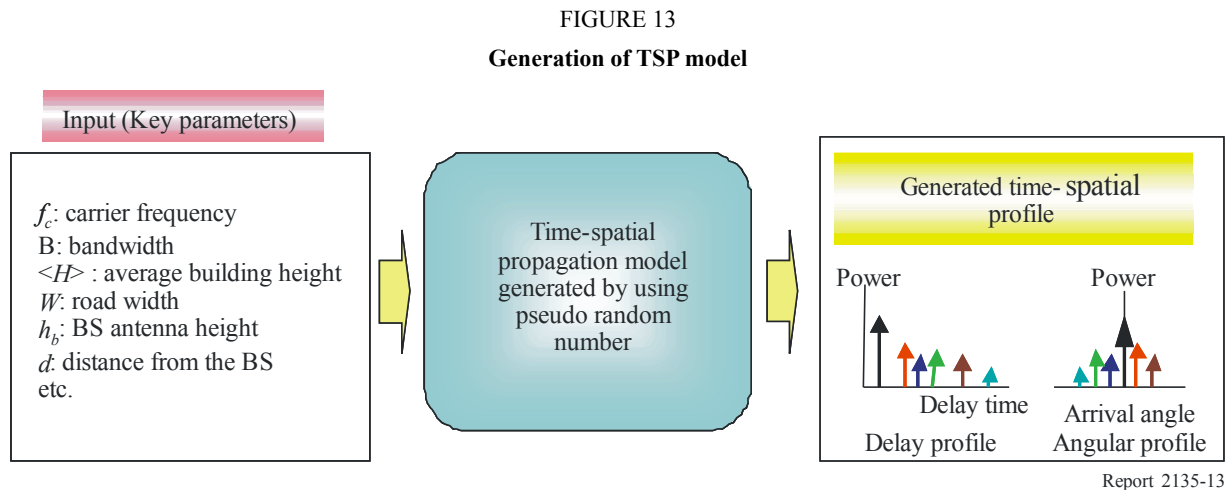 FIGURE 13
Generation of TSP model
Input (Key parameters)
f_c: carrier frequency
B: bandwidth
<H> : average building height
W: road width
h_b: BS antenna height
d: distance from the BS
etc.
Time-spatial
propagation model
generated by using
pseudo random
number
Generated time- spatial
profile
Power
Delay time
Delay profile
Power
Arrival angle
Angular profile
Report 2135-13